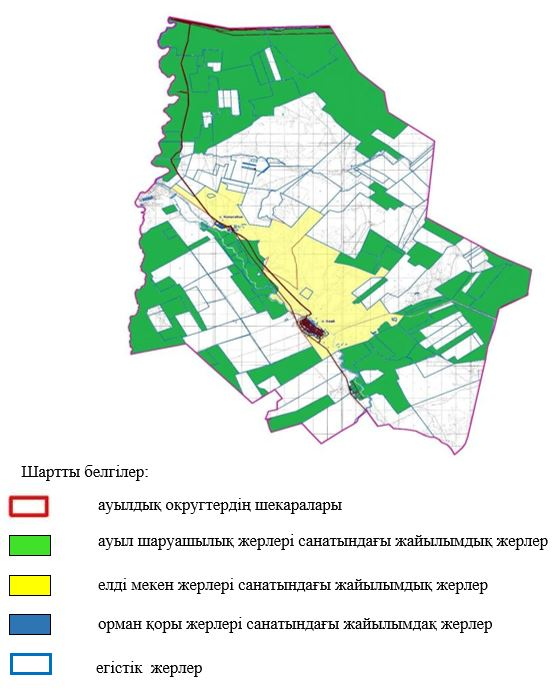 Шартты белгілер:
ауылдық округтердің шекаралары
ауыл шаруашылық жерлері санатындағы жайылымдық жерлер
елді мекен жерлері санатындағы жайылымдық жерлер
орман қоры жерлері санатындағы жайылымдақ жерлер
егістік жерлер